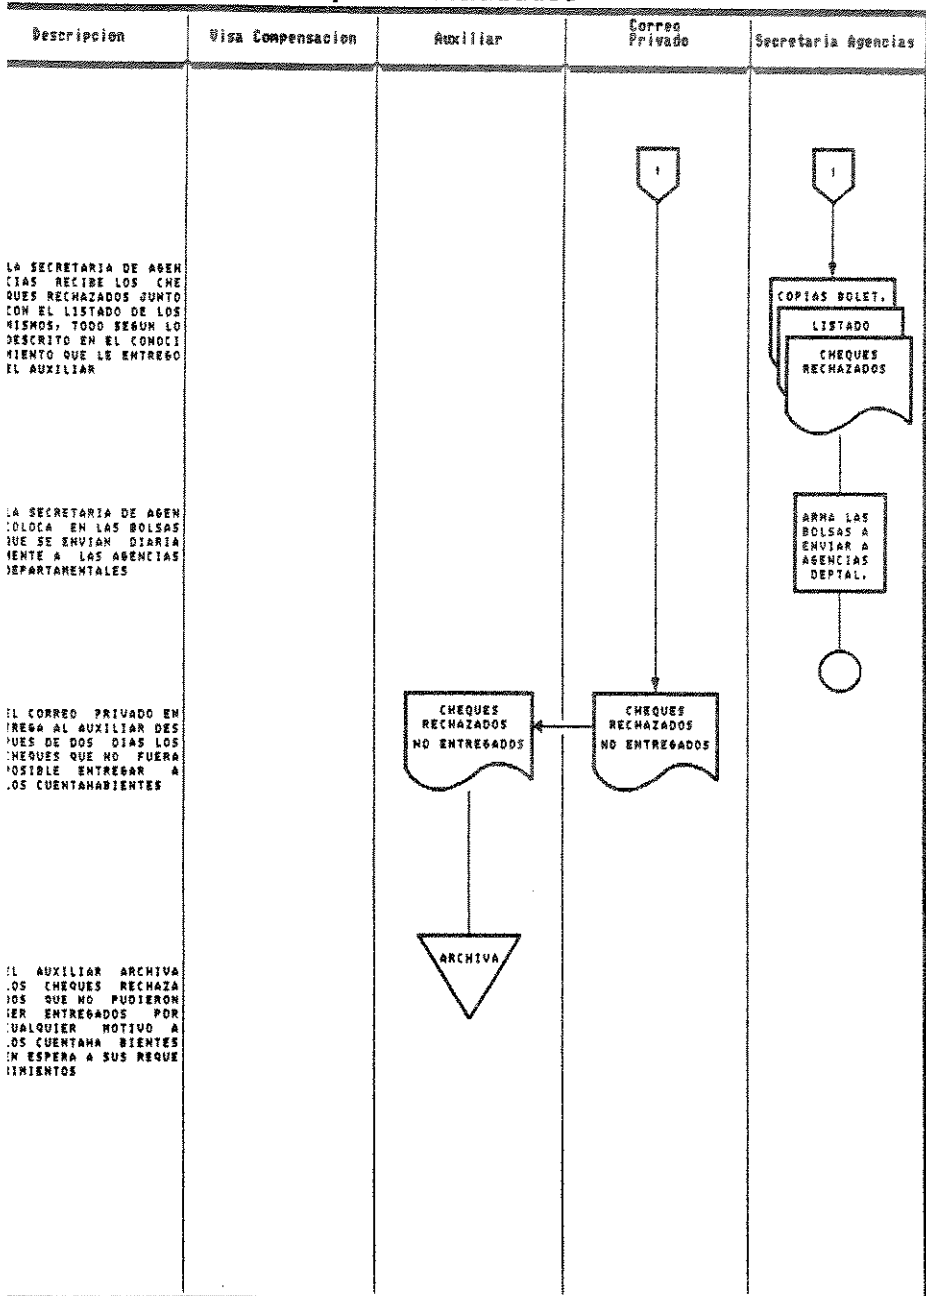 Descripcion
Visa Compensacion
Auxiliar
Correo
Privado
Secretaria Agencias
1
1
LA SECRETARIA DE AGEN
CIAS RECIBE LOS CHE
QUES RECHAZADOS JUNTO
CON EL LISTADO DE LOS
MISMOS, TODO SEGUN LO
DESCRITO EN EL CONOCI
MIENTO QUE LE ENTREGO
EL AUXILIAR
COPIAS BOLET.
LISTADO
CHEQUES
RECHAZADOS
LA SECRETARIA DE AGEN
COLOCA EN LAS BOLSAS
QUE SE ENVIAN DIARIA
MENTE A LAS AGENCIAS
DEPARTAMENTALES
ARMA LAS
BOLSAS A
ENVIAR A
AGENCIAS
DEPTAL.
EL CORREO PRIVADO EN
TREGA AL AUXILIAR DES
PUES DE DOS DIAS LOS
CHEQUES QUE NO FUERA
POSIBLE ENTREGAR A
LOS CUENTAHABIENTES
CHEQUES
RECHAZADOS
NO ENTREGADOS
CHEQUES
RECHAZADOS
NO ENTREGADOS
EL AUXILIAR ARCHIVA
LOS CHEQUES RECHAZA
DOS QUE NO PUDIERON
SER ENTREGADOS POR
CUALQUIER MOTIVO A
LOS CUENTAHA BIENTES
EN ESPERA A SUS REQUE
RIMIENTOS
ARCHIVA